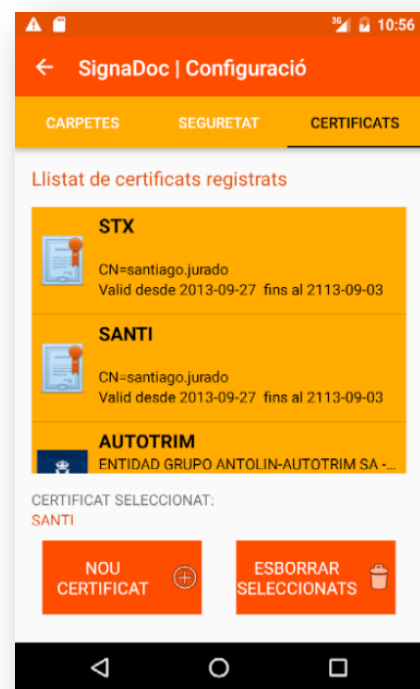 3G 10:56
SignaDoc | Configuració
CARPETES SEGURETAT CERTIFICATS
Llistat de certificats registrats
STX
CN=santiago.jurado
Valid desde 2013-09-27 fins al 2113-09-03
SANTI
CN=santiago.jurado
Valid desde 2013-09-27 fins al 2113-09-03
AUTOTRIM
ENTIDAD GRUPO ANTOLIN-AUTOTRIM SA -...
CERTIFICAT SELECCIONAT:
SANTI
NOU
CERTIFICAT
ESBORRAR
SELECCIONATS